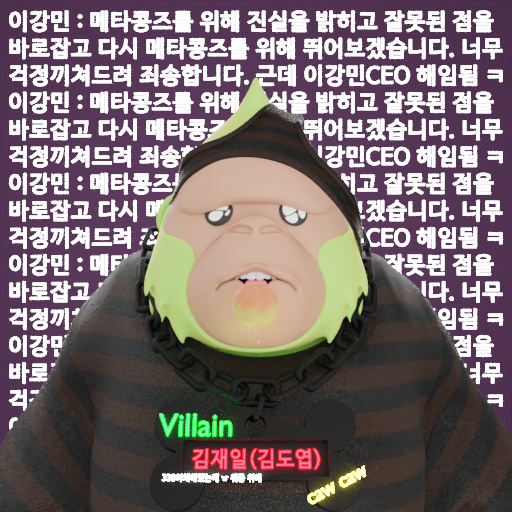 이강민 : 메타콩즈를 위해 진실을 밝히고 잘못된 점을
바로잡고 다시 메타콩즈를 위해 뛰어보겠습니다. 너무
걱정끼쳐드려 죄송합니다. 근데 이강민CEO 해임됨 ㅋ
이강민 : 메타콩즈를 위해 진실을 밝히고 잘못된 점을
바로잡고 다시 메타콩즈 뛰어보겠습니다. 너무
걱정끼쳐드려 죄송합 이강민CEO 해임됨 ㅋ
이강민 : 메타콩 밝히고 잘못된 점을
바로잡고 다시 메 보겠습니다. 너무
걱정끼쳐드려 CEO 해임됨 ㅋ
이강민 : 메타 잘못된 점을
바로잡고 니다. 너무
걱정끼쳐 임됨 ㅋ
이강민 점을
바로 너무
걱 ㅋ
Villain
김재일(김도엽)
caw caw